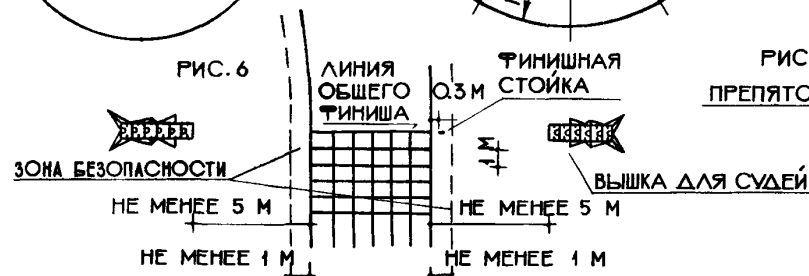 РИС. 6
ЛИНИЯ
ОБЩЕГО
ФИНИША
0.3 М
ФИНИШНАЯ
СТОЙКА
РИС
ПРЕПЯТО
ЗОНА БЕЗОПАСНОСТИ
1 М
ВЫШКА ДЛЯ СУДЕЙ
НЕ МЕНЕЕ 5 М
НЕ МЕНЕЕ 5 М
НЕ МЕНЕЕ 1 М
НЕ МЕНЕЕ 1 М